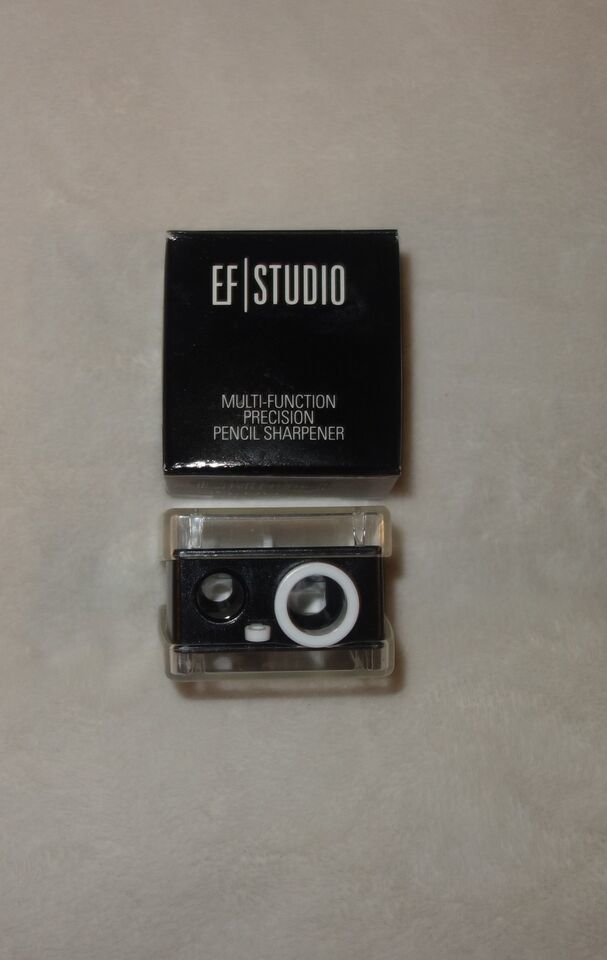 EF|STUDIO
MULTI-FUNCTION
PRECISION
PENCIL SHARPENER